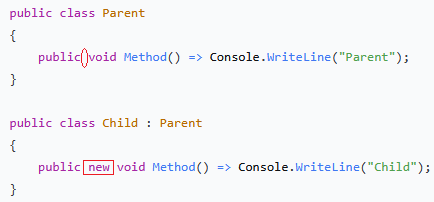 public class Parent
{
public void Method() => Console.WriteLine("Parent");
}
public class Child : Parent
{
public new void Method() => Console.WriteLine("Child");
}